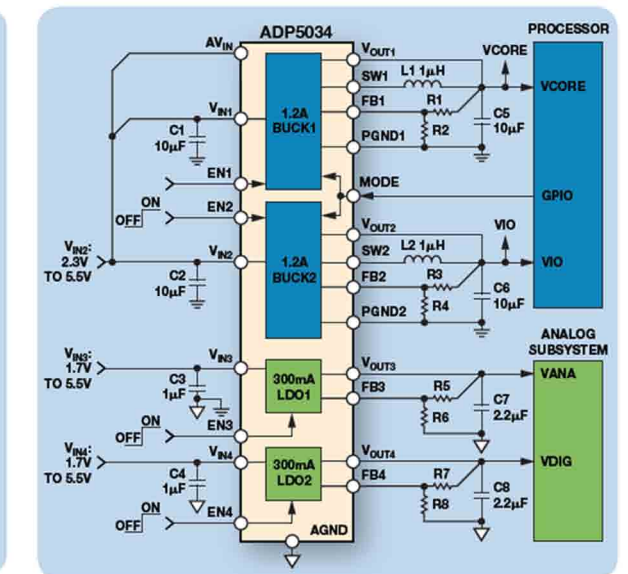 ADP5034
PROCESSOR
AVIN
VOUT1
VCORE
SW1
L1 1µH
VCORE
FB1
R1
VIN1
1.2A
BUCK1
C1
10µF
R2
C5
10µF
PGND1
EN1
MODE
GPIO
ON
OFF
EN2
VOUT2
VIO
1.2A
BUCK2
SW2
L2 1µH
VIN2:
2.3V
TO 5.5V
VIN2
VIO
FB2
R3
C2
10µF
R4
C6
10µF
PGND2
ANALOG
SUBSYSTEM
VIN3:
1.7V
TO 5.5V
VIN3
VOUT3
VANA
300mA
LDO1
C3
1µF
FB3
R5
R6
C7
2.2µF
ON
OFF
EN3
VIN4:
1.7V
TO 5.5V
VIN4
VOUT4
VDIG
300mA
LDO2
C4
1µF
FB4
R7
R8
C8
2.2µF
ON
OFF
EN4
AGND